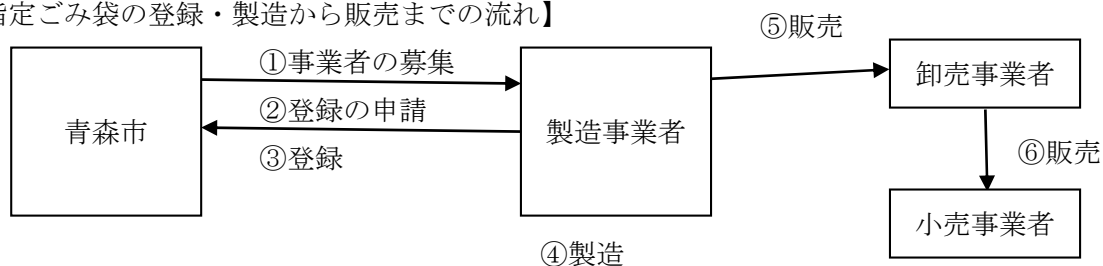 指定ごみ袋の登録・製造から販売までの流れ】
青森市
①事業者の募集
②登録の申請
③登録
製造事業者
④製造
⑤販売
卸売事業者
⑥販売
小売事業者